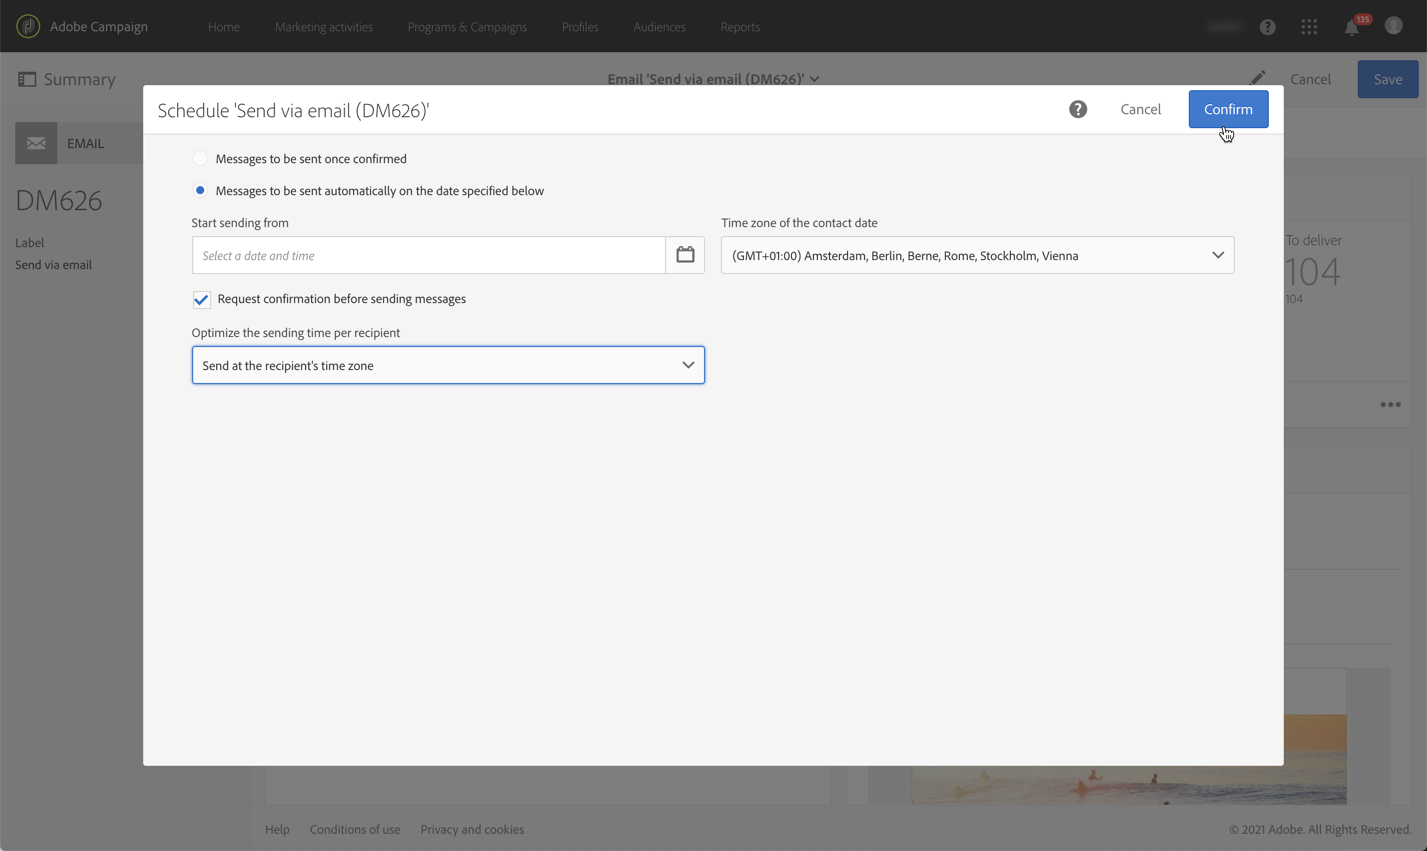 Adobe Campaign
Home
Marketing activities
Programs & Campaigns
Profiles
Audiences
Reports
?
135
Summary
Email 'Send via email (DM626)'
Cancel
Save
Schedule 'Send via email (DM626)'
?
Cancel
Confirm
EMAIL
DM626
Label
Send via email
Messages to be sent once confirmed
Messages to be sent automatically on the date specified below
Start sending from
Time zone of the contact date
Select a date and time
(GMT+01:00) Amsterdam, Berlin, Berne, Rome, Stockholm, Vienna
Request confirmation before sending messages
Optimize the sending time per recipient
Send at the recipient's time zone
To deliver
104
104
Help
Conditions of use
Privacy and cookies
© 2021 Adobe. All Rights Reserved.